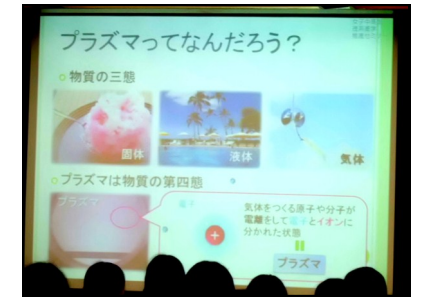 プラズマってなんだろう？
物質の三態
固体
液体
気体
プラズマは物質の第四態
プラズマ
電子
気体をつくる原子や分子が
電離をして電子とイオンに
分かれた状態
プラズマ